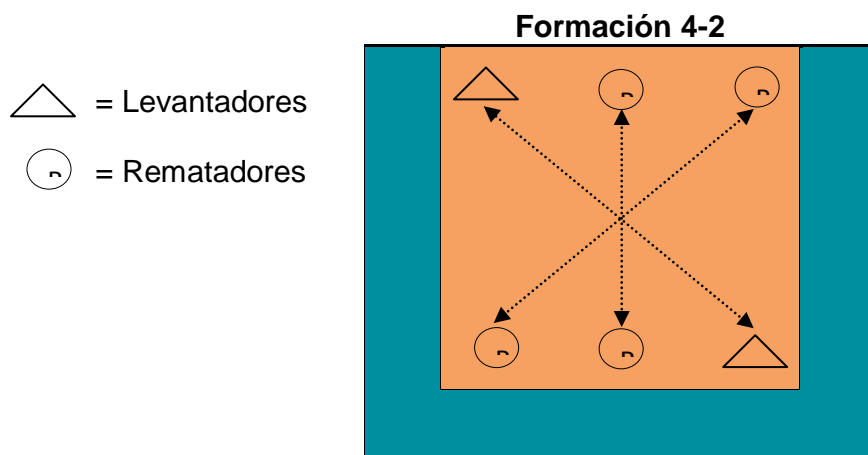 Formación 4-2
= Levantadores
= Rematadores